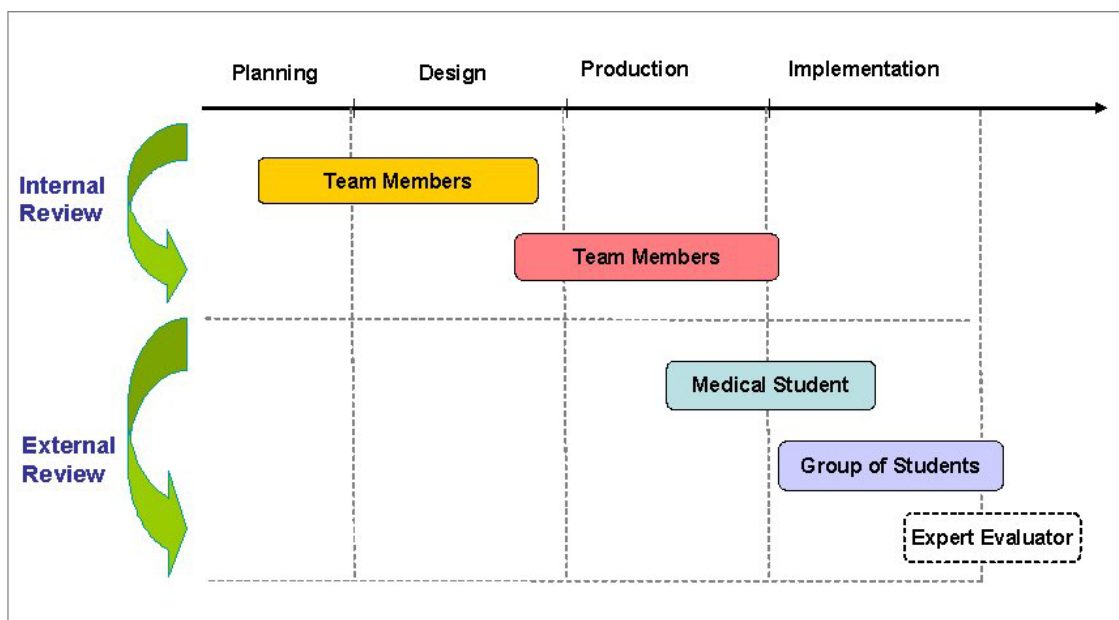 Planning Design Production Implementation
Internal
Review
Team Members
Team Members
Medical Student
External
Review
Group of Students
Expert Evaluator